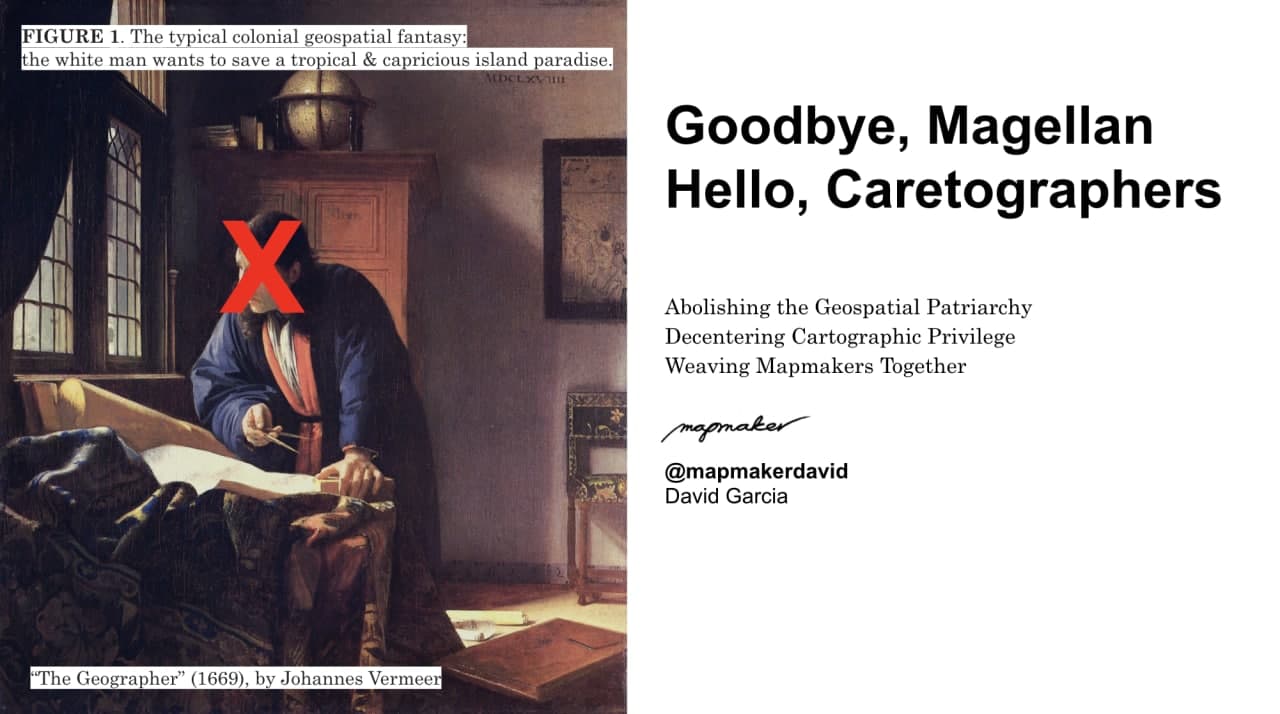 FIGURE 1. The typical colonial geospatial fantasy:
the white man wants to save a tropical & capricious island paradise.
MDCLXVIII
Goodbye, Magellan
Hello, Caretographers
Abolishing the Geospatial Patriarchy
Decentering Cartographic Privilege
Weaving Mapmakers Together
mapmaker
@mapmakerdavid
David Garcia
“The Geographer” (1669), by Johannes Vermeer